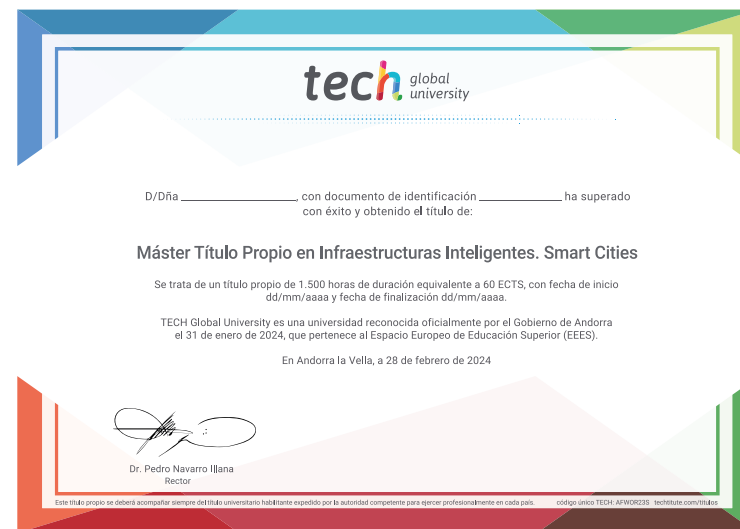 tech global university
D/Dña ____________, con documento de identificación ____________ ha superado
con éxito y obtenido el título de:
Máster Título Propio en Infraestructuras Inteligentes. Smart Cities
Se trata de un título propio de 1.500 horas de duración equivalente a 60 ECTS, con fecha de inicio
dd/mm/aaaa y fecha de finalización dd/mm/aaaa.
TECH Global University es una universidad reconocida oficialmente por el Gobierno de Andorra
el 31 de enero de 2024, que pertenece al Espacio Europeo de Educación Superior (EEES).
En Andorra la Vella, a 28 de febrero de 2024
Dr. Pedro Navarro Illana
Rector
Este título propio se deberá acompañar siempre del título universitario habilitante expedido por la autoridad competente para ejercer profesionalmente en cada país. código único TECH: AFWOR23S techtitute.com/titulos